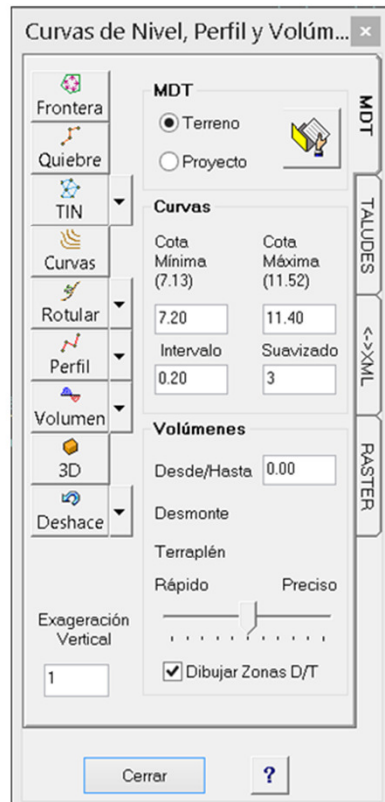 Curvas de Nivel, Perfil y Volúm...
Frontera
Quiebre
TIN
Curvas
Rotular
Perfil
Volumen
3D
Deshace
Exageración
Vertical
1
MDT
Terreno
Proyecto
Curvas
Cota
Mínima
(7.13)
Cota
Máxima
(11.52)
7.20
11.40
Intervalo
Suavizado
0.20
3
Volúmenes
Desde/Hasta
0.00
Desmonte
Terraplén
Rápido
Preciso
Dibujar Zonas D/T
MDT
TALUDES
<->XML
RASTER
Cerrar
?